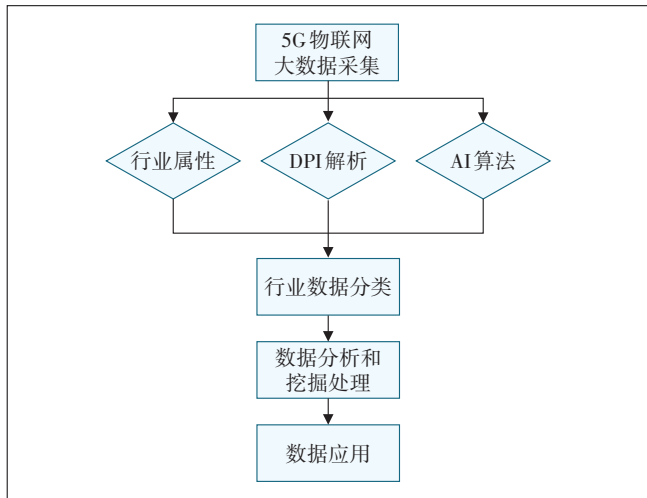 5G物联网
大数据采集
行业属性
DPI解析
AI算法
行业数据分类
数据分析和
挖掘处理
数据应用